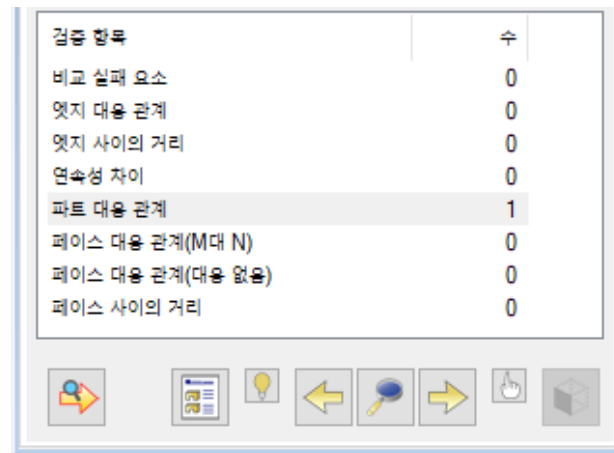 검증 항목 수
비교 실패 요소 0
엣지 대응 관계 0
엣지 사이의 거리 0
연속성 차이 0
파트 대응 관계 1
페이스 대응 관계(M대 N) 0
페이스 대응 관계(대응 없음) 0
페이스 사이의 거리 0